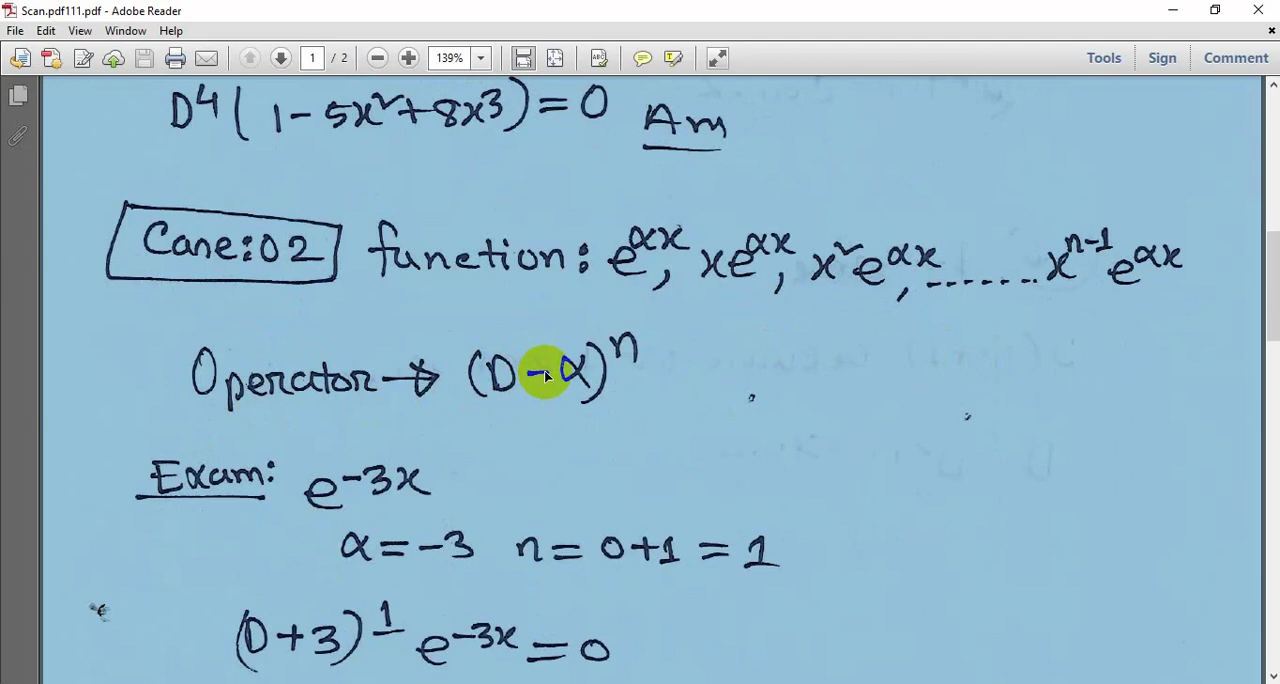 Scan.pdf111.pdf - Adobe Reader
File Edit View Window Help
1 / 2 139% Tools Sign Comment
D⁴(1-5x²+8x³)=0 Am
Cane:02 function: e^αx, xe^αx, x²e^αx, ....... x^n-1 e^αx
Operator → (D-α)^n
Exam: e^-3x
α=-3 n= 0+1 = 1
(D+3)^1 e^-3x = 0